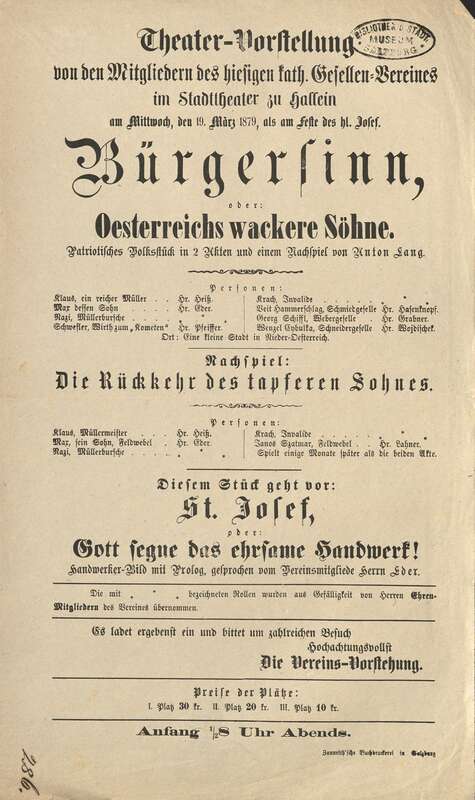 Theater-Vorstellung
BIBLIOTHEK D. STÄDT.
MUSEUM
SALZBURG
von den Mitgliedern des hiesigen kath. Gesellen-Vereines
im Stadttheater zu Hallein
am Mittwoch, den 19. März 1879, als am Feste des hl. Josef.
Bürgersinn,
oder:
Oesterreichs wackere Söhne.
Patriotisches Volksstück in 2 Akten und einem Nachspiel von Anton Lang.
Personen:
Klaus, ein reicher Müller . . Hr. Heiß.
Max dessen Sohn . . . . Hr. Eder.
Nazi, Müllerbursche . . . . * * *
Schwefler, Wirth zum „Kometen“ Hr. Pfeiffer.
Krach, Invalide . . . . . * * *
Veit Hammerschlag, Schmiedgeselle Hr. Hasenknopf.
Georg Schiffl, Webergeselle . Hr. Grabner.
Wenzel Cybulka, Schneidergeselle Hr. Wozdischek.
Ort: Eine kleine Stadt in Nieder-Oesterreich.
Nachspiel:
Die Rückkehr des tapferen Sohnes.
Personen:
Klaus, Müllermeister . . . Hr. Heiß.
Max, sein Sohn, Feldwebel . Hr. Eder.
Nazi, Müllerbursche . . . . * * *
Krach, Invalide . . . . . * * *
Janos Szatmar, Feldwebel . . Hr. Lahner.
Spielt einige Monate später als die beiden Akte.
Diesem Stück geht vor:
St. Josef,
oder:
Gott segne das ehrsame Handwerk!
Handwerker-Bild mit Prolog, gesprochen vom Vereinsmitgliede Herrn Eder.
Die mit * * * bezeichneten Rollen wurden aus Gefälligkeit von Herren Ehren-
Mitgliedern des Vereines übernommen.
Es ladet ergebenst ein und bittet um zahlreichen Besuch
Hochachtungsvollst
Die Vereins-Vorstehung.
Preise der Plätze:
I. Platz 30 kr. II. Platz 20 kr. III. Platz 10 kr.
Anfang 1/2 8 Uhr Abends.
Zaunrith'sche Buchdruckerei in Salzburg
286.